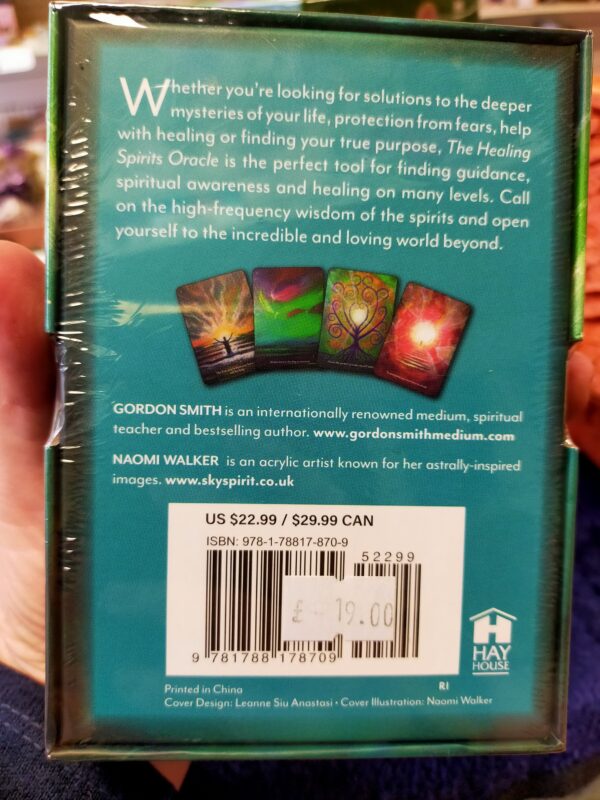 Whether you're looking for solutions to the deeper
mysteries of your life, protection from fears, help
with healing or finding your true purpose, The Healing
Spirits Oracle is the perfect tool for finding guidance,
spiritual awareness and healing on many levels. Call
on the high-frequency wisdom of the spirits and open
yourself to the incredible and loving world beyond.
GORDON SMITH is an internationally renowned medium, spiritual
teacher and bestselling author. www.gordonsmithmedium.com
NAOMI WALKER is an acrylic artist known for her astrally-inspired
images. www.skyspirit.co.uk
US $22.99 / $29.99 CAN
ISBN: 978-1-78817-870-9
52299
£19.00
9 781788 178709
HAY
HOUSE
Printed in China
R1
Cover Design: Leanne Siu Anastasi • Cover Illustration: Naomi Walker